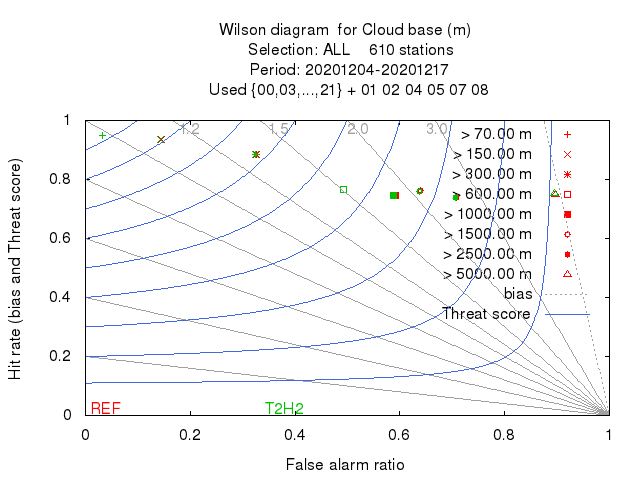 Wilson diagram  for Cloud base (m)
Selection: ALL    610 stations
Period: 20201204-20201217
Used {00,03,...,21} + 01 02 04 05 07 08
Hit rate (bias and Threat score)
1
0.8
0.6
0.4
0.2
0
1.2
1.5
2.0
3.0
> 70.00 m
> 150.00 m
> 300.00 m
> 600.00 m
> 1000.00 m
> 1500.00 m
> 2500.00 m
> 5000.00 m
bias
Threat score
REF
T2H2
0
0.2
0.4
0.6
0.8
1
False alarm ratio